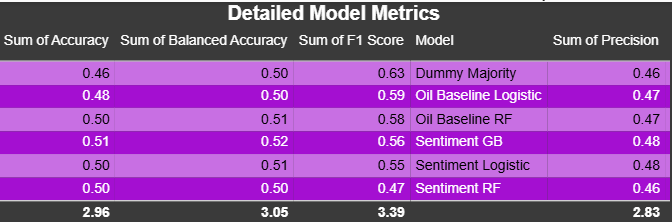 Detailed Model Metrics
Sum of Accuracy Sum of Balanced Accuracy Sum of F1 Score Model Sum of Precision
0.46 0.50 0.63 Dummy Majority 0.46
0.48 0.50 0.59 Oil Baseline Logistic 0.47
0.50 0.51 0.58 Oil Baseline RF 0.47
0.51 0.52 0.56 Sentiment GB 0.48
0.50 0.51 0.55 Sentiment Logistic 0.48
0.50 0.50 0.47 Sentiment RF 0.46
2.96 3.05 3.39 2.83